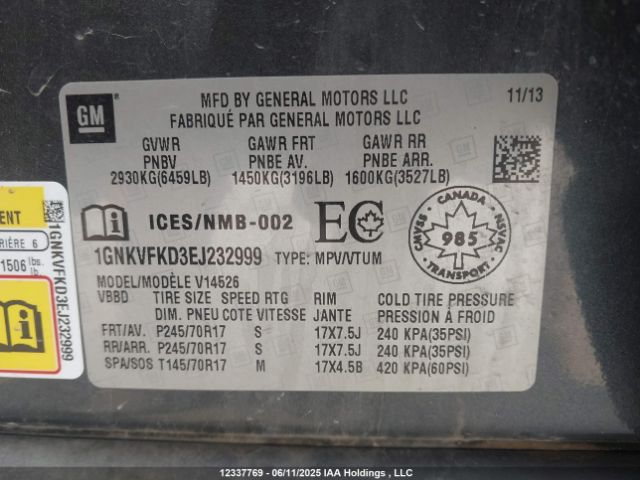 GM
MFD BY GENERAL MOTORS LLC 11/13
FABRIQUÉ PAR GENERAL MOTORS LLC
GVWR GAWR FRT GAWR RR
PNBV PNBE AV. PNBE ARR.
2930KG(6459LB) 1450KG(3196LB) 1600KG(3527LB)
ICES/NMB-002 EC
CANADA
CMVSS 985 NSVAC
TRANSPORT
1GNKVFKD3EJ232999 TYPE: MPV/VTUM
MODEL/MODÈLE V14526
VBBD TIRE SIZE SPEED RTG RIM COLD TIRE PRESSURE
DIM. PNEU COTE VITESSE JANTE PRESSION À FROID
FRT/AV. P245/70R17 S 17X7.5J 240 KPA(35PSI)
RR/ARR. P245/70R17 S 17X7.5J 240 KPA(35PSI)
SPA/SOS T145/70R17 M 17X4.5B 420 KPA(60PSI)
ENT
RIÈRE 6
1506 lbs.
lb
1GNKVFKD3EJ232999
12337769 - 06/11/2025 IAA Holdings , LLC